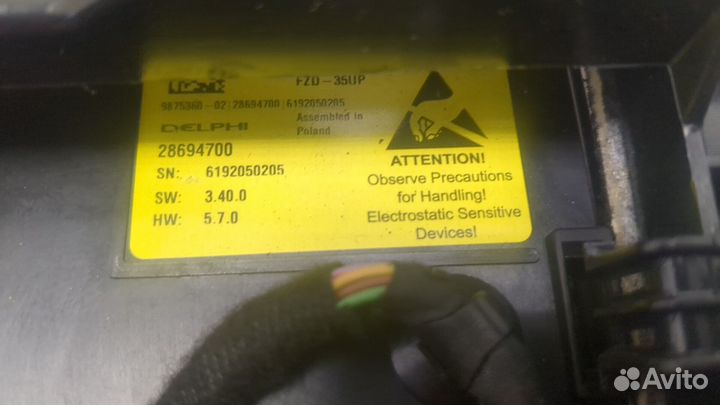 FZD-35UP
9875360-02|28694700|6192050205
Assembled in
Poland
DELPHI
28694700
SN: 6192050205
SW: 3.40.0
HW: 5.7.0
ATTENTION!
Observe Precautions
for Handling!
Electrostatic Sensitive
Devices!
Avito